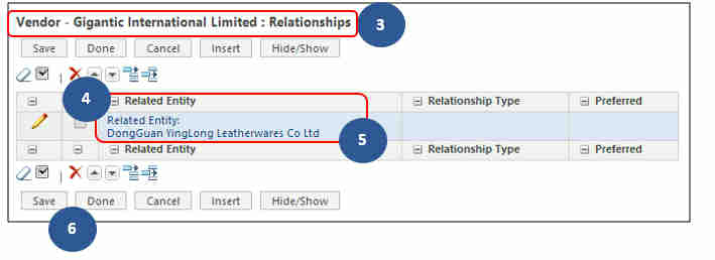 Vendor - Gigantic International Limited : Relationships
3
Save Done Cancel Insert Hide/Show
4
Related Entity Relationship Type Preferred
Related Entity:
DongGuan YingLong Leatherwares Co Ltd
5
Related Entity Relationship Type Preferred
Save Done Cancel Insert Hide/Show
6